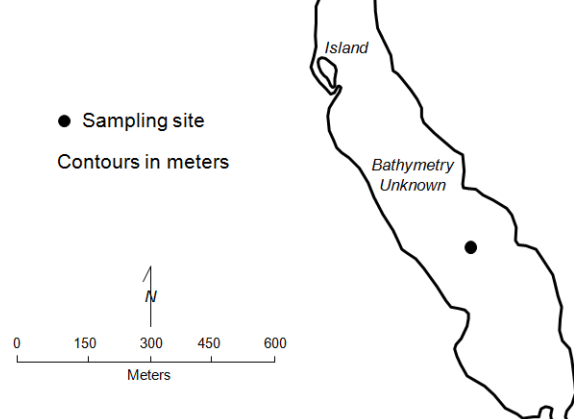 Island
Sampling site
Contours in meters
Bathymetry
Unknown
N
0 150 300 450 600
Meters